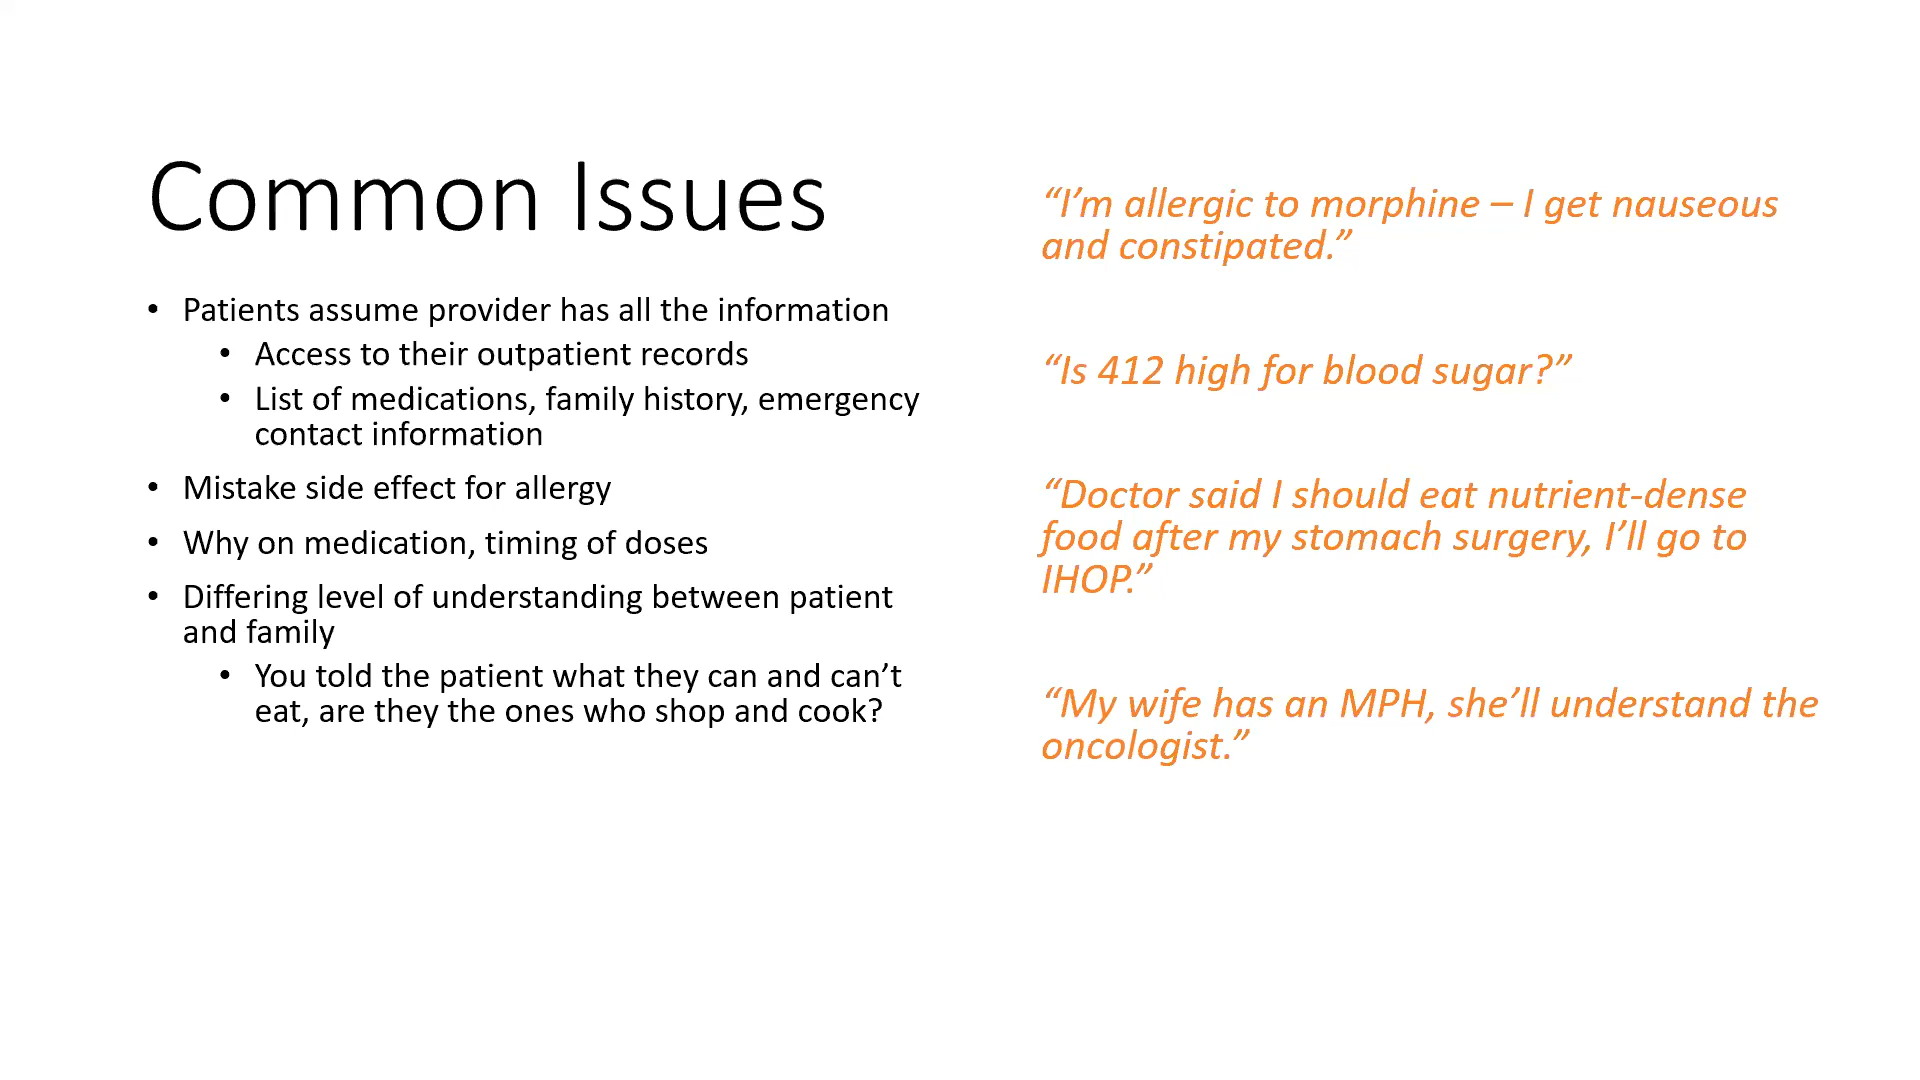 Common Issues
• Patients assume provider has all the information
• Access to their outpatient records
• List of medications, family history, emergency
contact information
• Mistake side effect for allergy
• Why on medication, timing of doses
• Differing level of understanding between patient
and family
• You told the patient what they can and can’t
eat, are they the ones who shop and cook?
“I’m allergic to morphine – I get nauseous
and constipated.”
“Is 412 high for blood sugar?”
“Doctor said I should eat nutrient-dense
food after my stomach surgery, I’ll go to
IHOP.”
“My wife has an MPH, she’ll understand the
oncologist.”